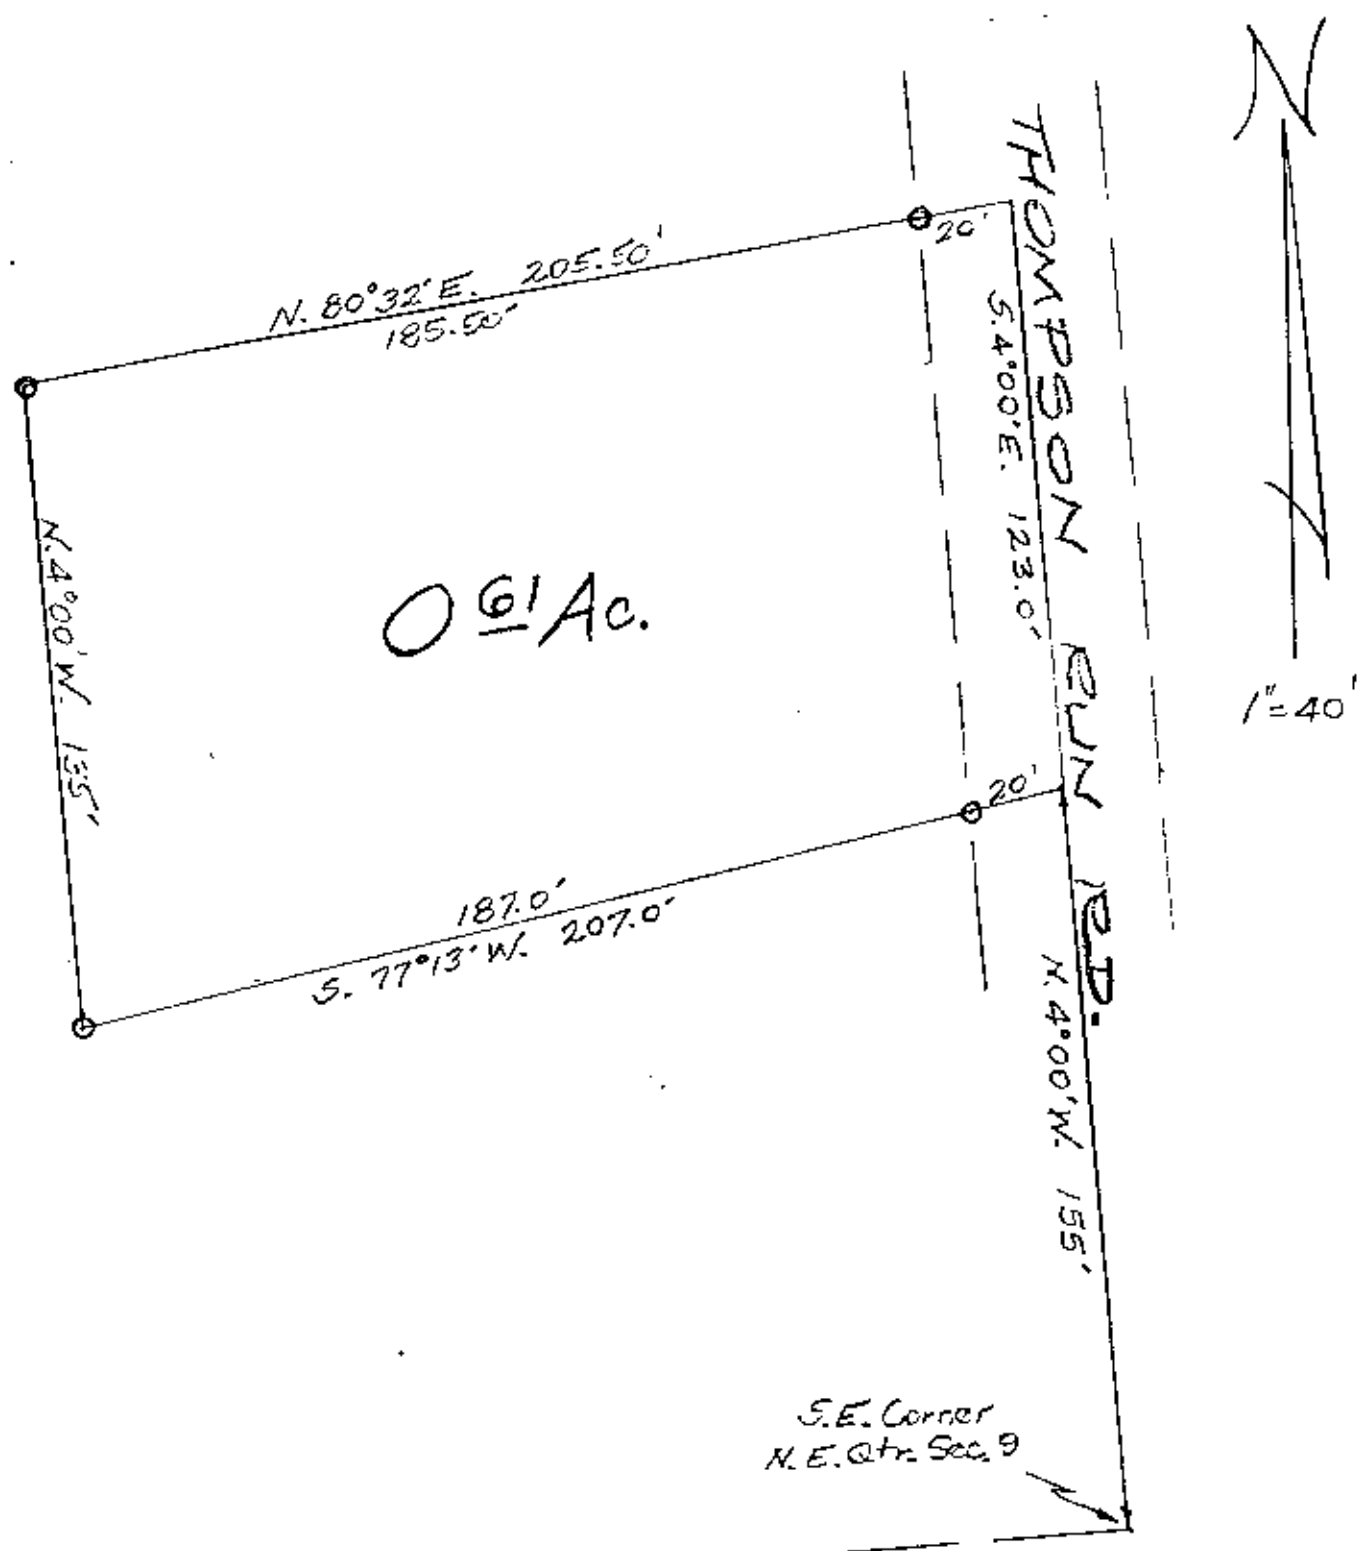 N
1"=40'
THOMPSON RUN RD.
20'
N. 80°32' E. 205.50'
185.50'
S. 4°00' E. 123.0'
N. 4°00' W. 135'
0 61 Ac.
20'
187.0'
S. 77°13' W. 207.0'
N. 4°00' W. 155'
S.E. Corner
N.E. Qtr. Sec. 9